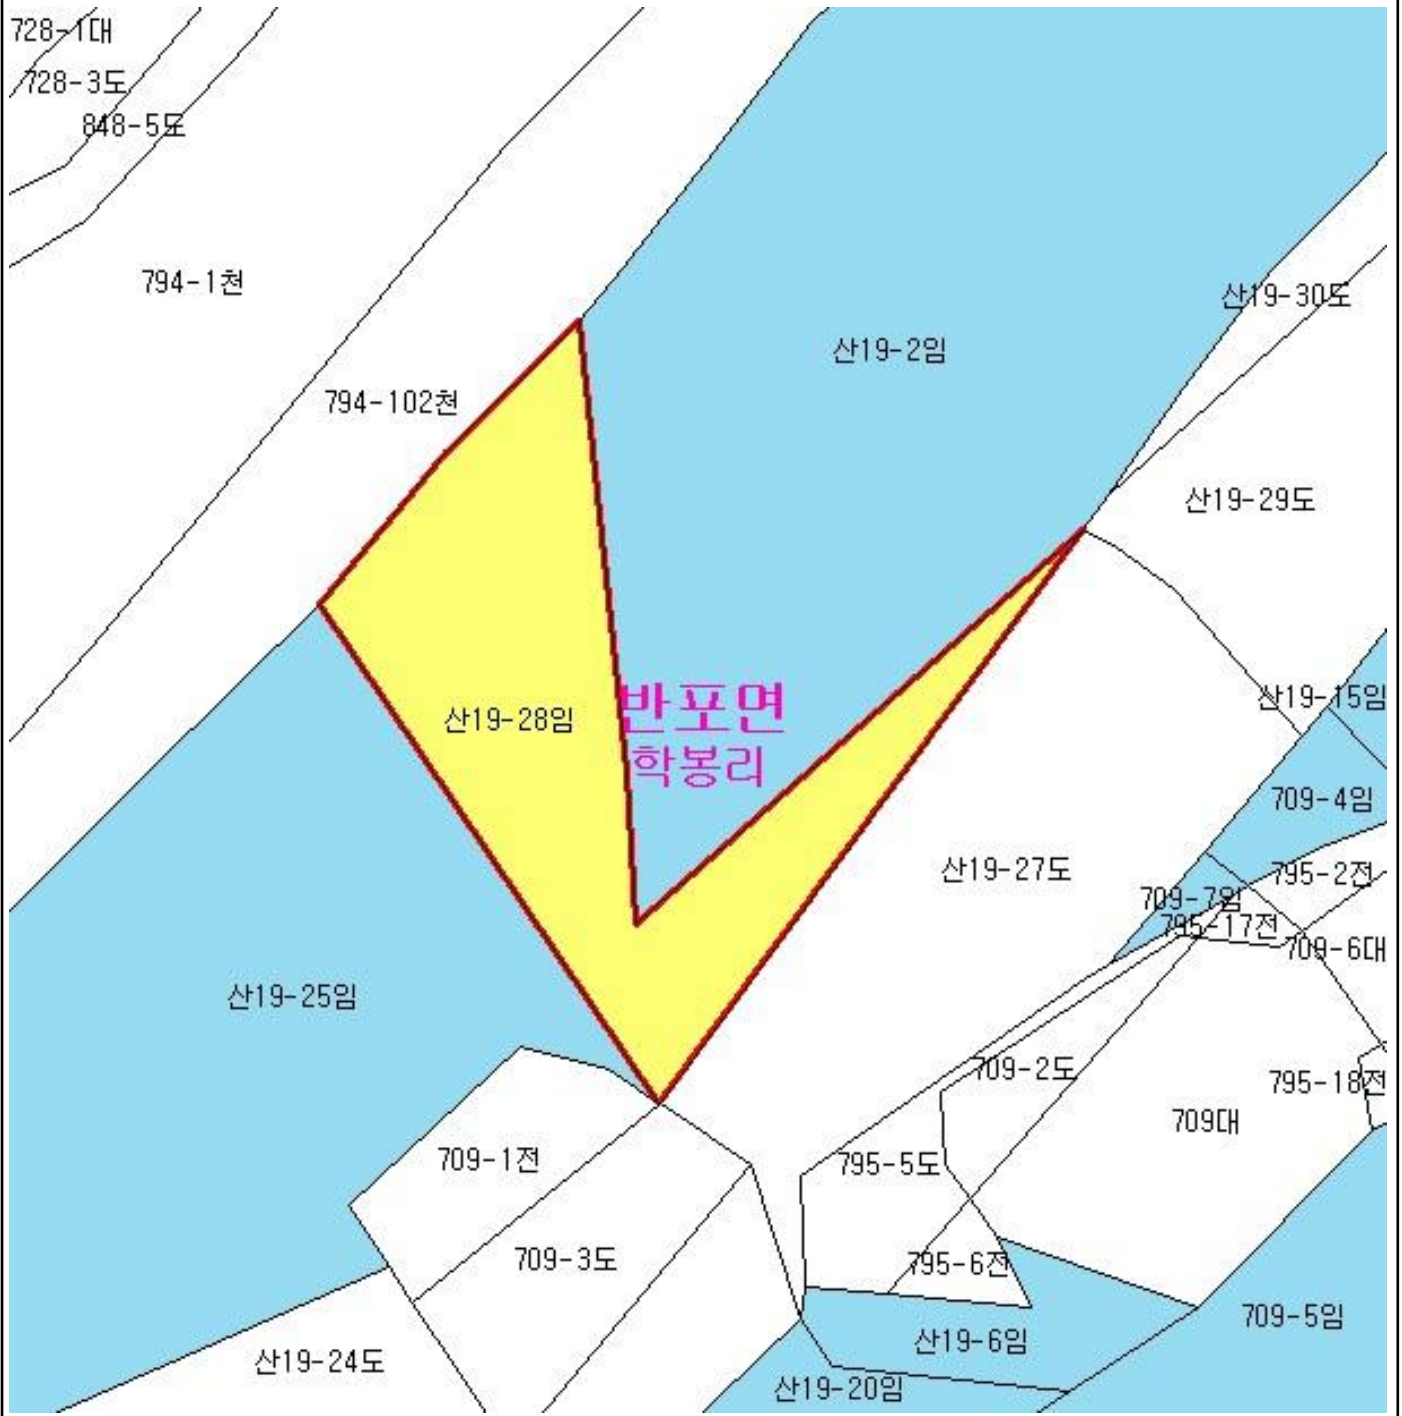 728-1대
728-3도
848-5도
794-1천
산19-30도
산19-2임
794-102천
산19-29도
산19-15임
반포면
산19-28임
학봉리
709-4임
산19-27도
795-2전
709-7임
795-17전
709-6대
산19-25임
709-2도
795-18전
709대
709-1전
795-5도
709-3도
795-6전
709-5임
산19-6임
산19-24도
산19-20임